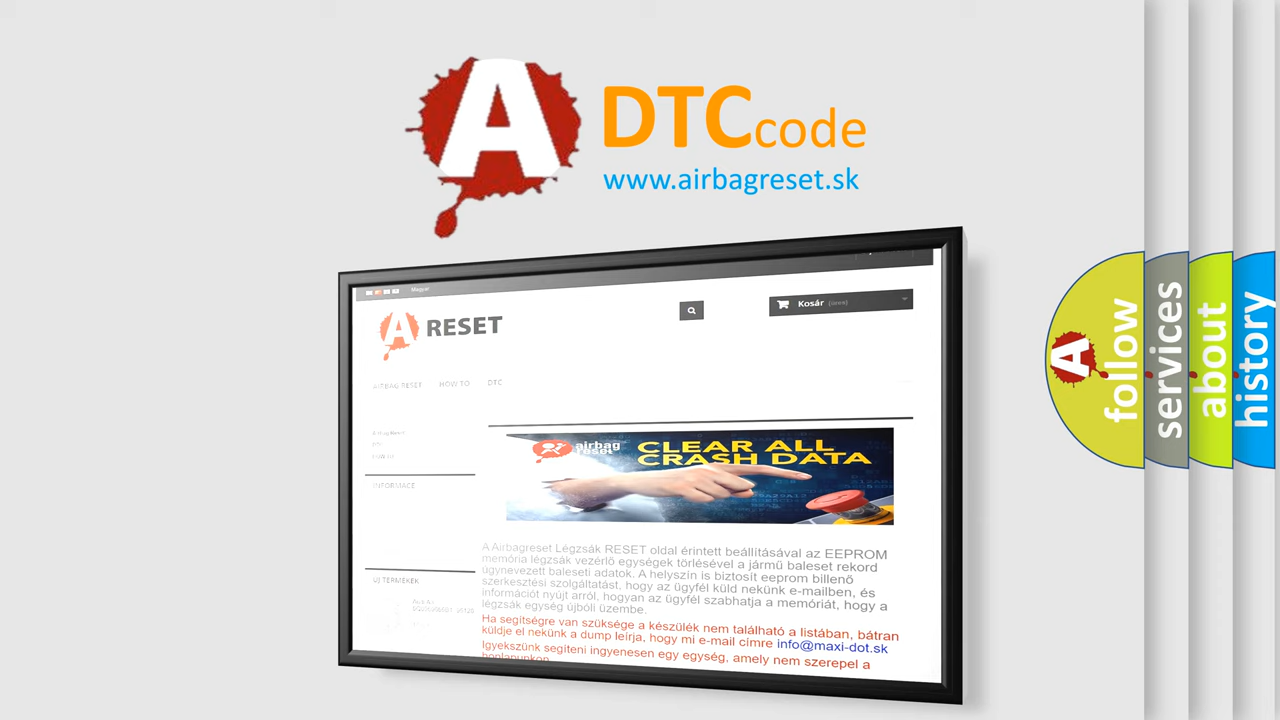 A
DTCcode
www.airbagreset.sk
Magyar
A RESET
Kosár (üres)
AIRBAG RESET HOW TO DTC
INFORMACE
airbag
reset
CLEAR ALL
CRASH DATA
A Airbagreset Légzsák RESET oldal érintett beállításával az EEPROM
memória légzsák vezérlő egységek törlésével a jármű baleset rekord
úgynevezett baleseti adatok. A helyszín is biztosít eeprom billenő
szerkesztési szolgáltatást, hogy az ügyfél küld nekünk e-mailben, és
információt nyújt arról, hogyan az ügyfél szabhatja a memóriát, hogy a
légzsák egység újbóli üzembe.
Ha segítségre van szüksége a készülék nem található a listában, bátran
küldje el nekünk a dump leírja, hogy mi e-mail címre info@maxi-dot.sk
Igyekszünk segíteni ingyenesen egy egység, amely nem szerepel a
honlapunkon
ÚJ TERMÉKEK
A
follow
services
about
history